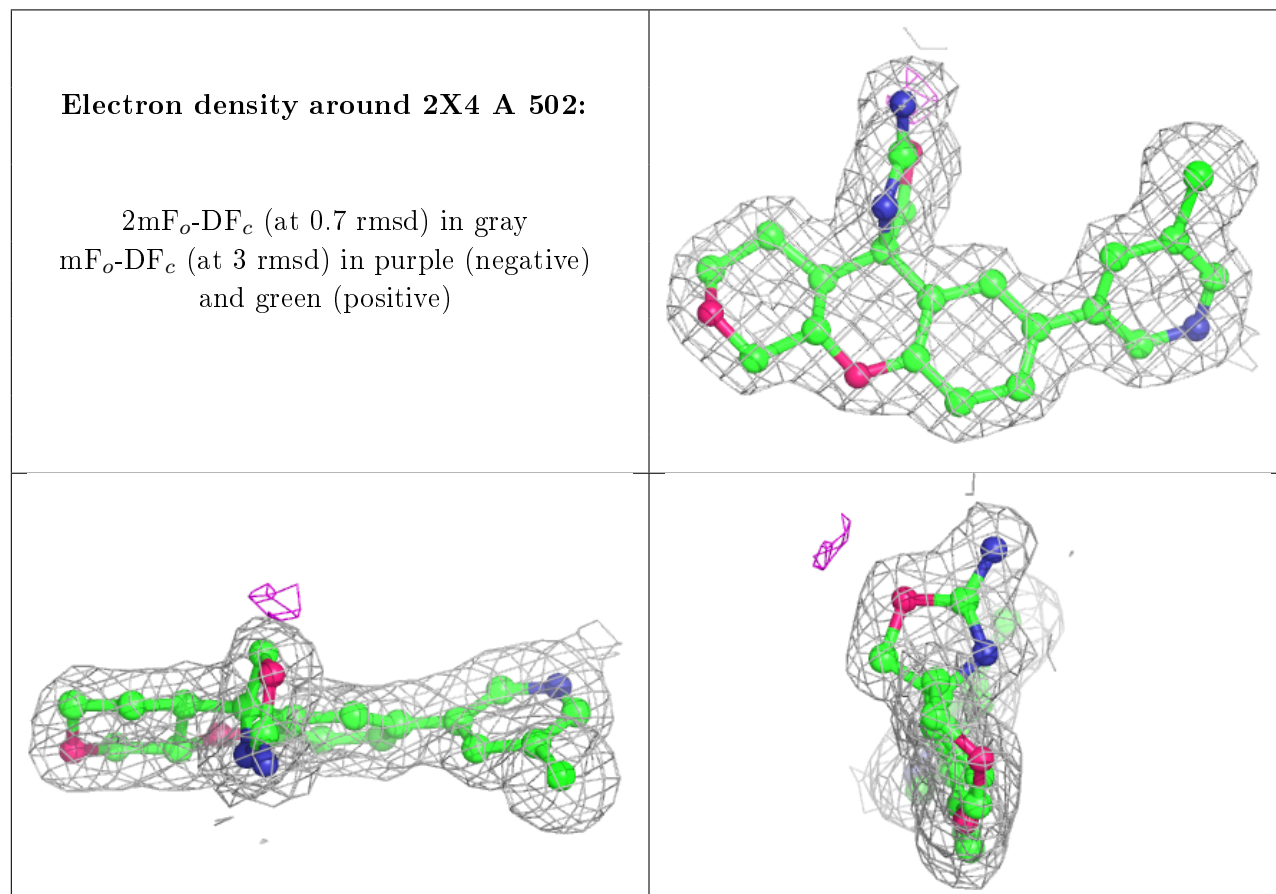 Electron density around 2X4 A 502:
2mFo-DFc (at 0.7 rmsd) in gray
mFo-DFc (at 3 rmsd) in purple (negative)
and green (positive)